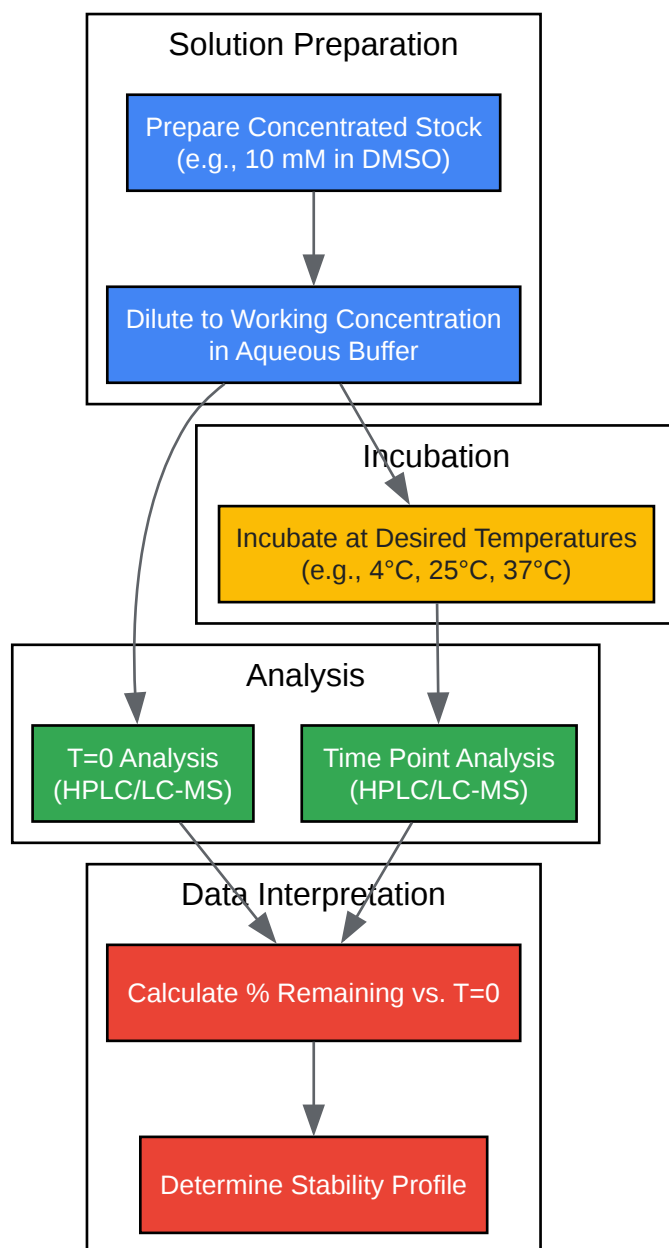 Solution Preparation
Prepare Concentrated Stock
(e.g., 10 mM in DMSO)
Dilute to Working Concentration
in Aqueous Buffer
Incubation
Incubate at Desired Temperatures
(e.g., 4°C, 25°C, 37°C)
Analysis
T=0 Analysis
(HPLC/LC-MS)
Time Point Analysis
(HPLC/LC-MS)
Data Interpretation
Calculate % Remaining vs. T=0
Determine Stability Profile